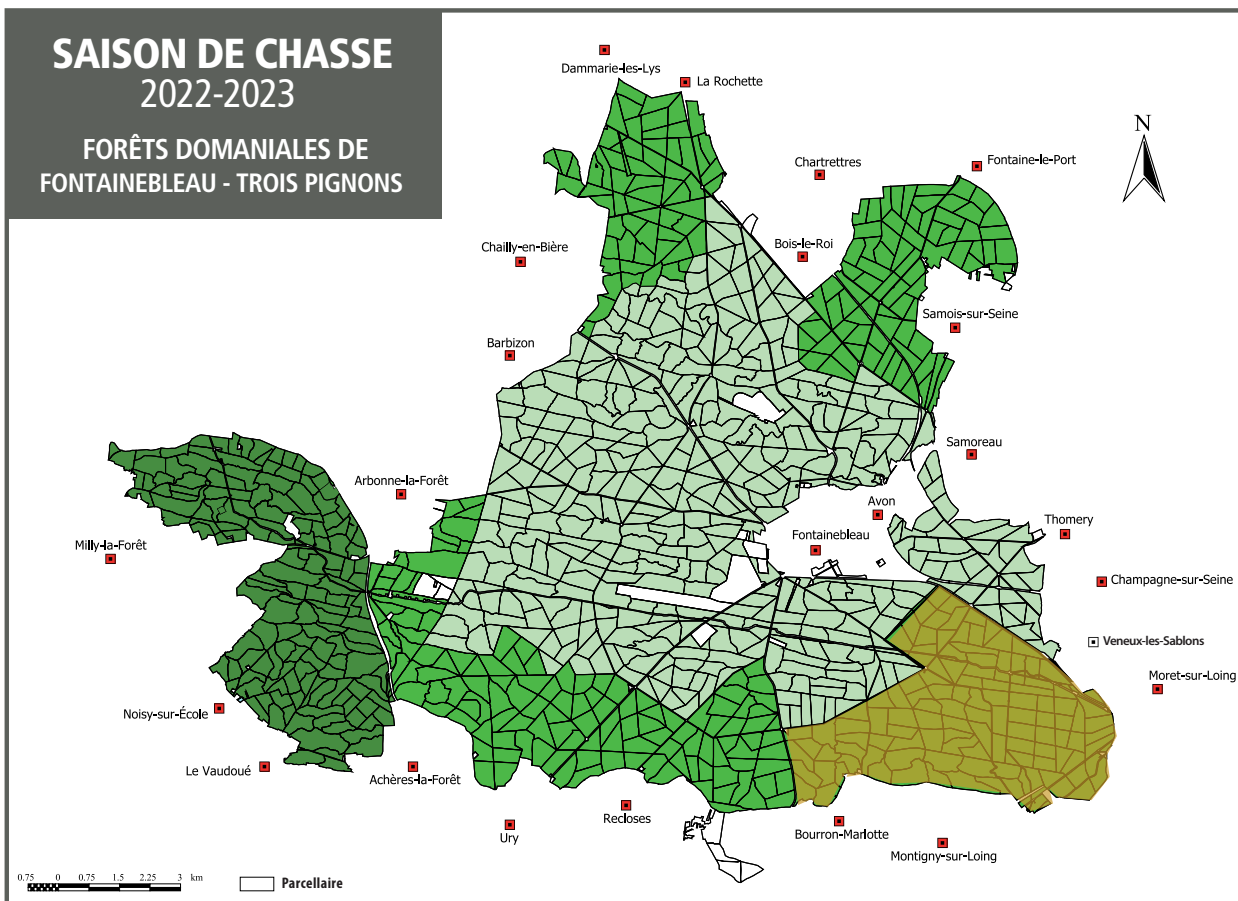 SAISON DE CHASSE
2022-2023
FORÊTS DOMANIALES DE
FONTAINEBLEAU - TROIS PIGNONS
Dammarie-les-Lys
La Rochette
N
Chartrettres
Fontaine-le-Port
Chailly-en-Bière
Bois-le-Roi
Samois-sur-Seine
Barbizon
Samoreau
Arbonne-la-Forêt
Avon
Thomery
Milly-la-Forêt
Fontainebleau
Champagne-sur-Seine
Veneux-les-Sablons
Moret-sur-Loing
Noisy-sur-École
Le Vaudoué
Achères-la-Forêt
Recloses
Ury
Bourron-Marlotte
Montigny-sur-Loing
0.75 0 0.75 1.5 2.25 3 km
Parcellaire